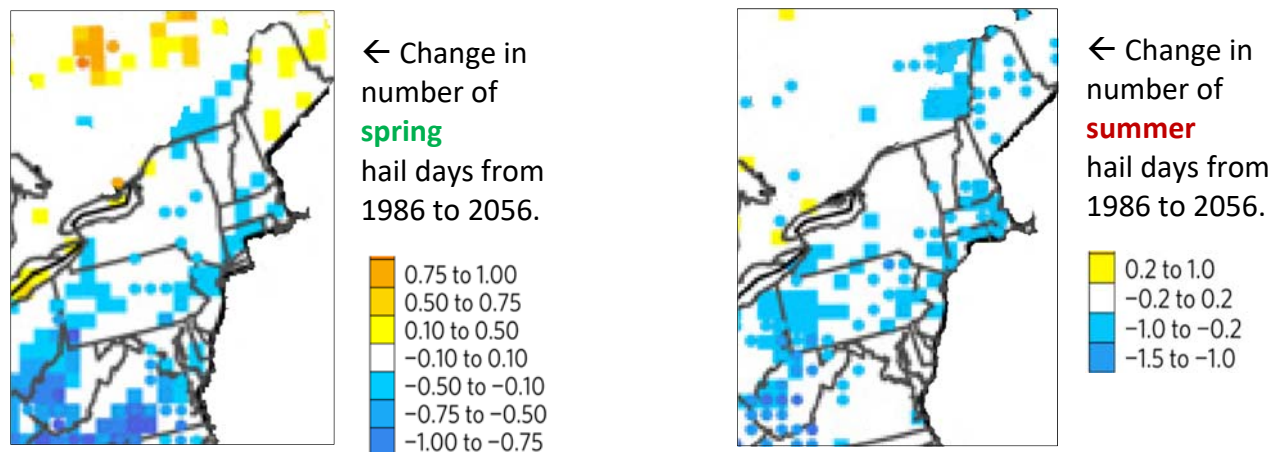 ← Change in
number of
spring
hail days from
1986 to 2056.
0.75 to 1.00
0.50 to 0.75
0.10 to 0.50
−0.10 to 0.10
−0.50 to −0.10
−0.75 to −0.50
−1.00 to −0.75
← Change in
number of
summer
hail days from
1986 to 2056.
0.2 to 1.0
−0.2 to 0.2
−1.0 to −0.2
−1.5 to −1.0